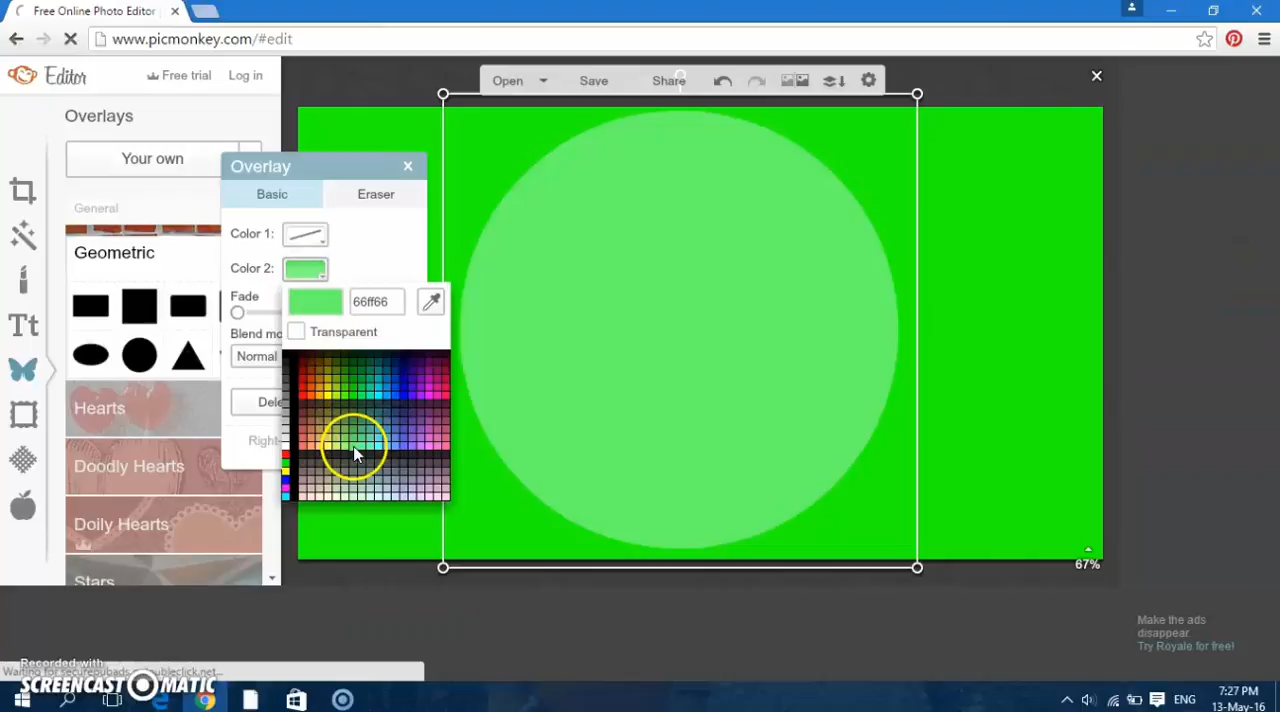 Free Online Photo Editor
www.picmonkey.com/#edit
Editor
Free trial
Log in
Open
Save
Share
Overlays
Your own
General
Geometric
Hearts
Doodly Hearts
Doily Hearts
Stars
Overlay
Basic
Eraser
Color 1:
Color 2:
66ff66
Transparent
Fade
Blend mo
Normal
Dele
Right-
67%
Make the ads
disappear
Try Royale for free!
Recorded with
SCREENCAST MATIC
ENG
7:27 PM
13-May-16